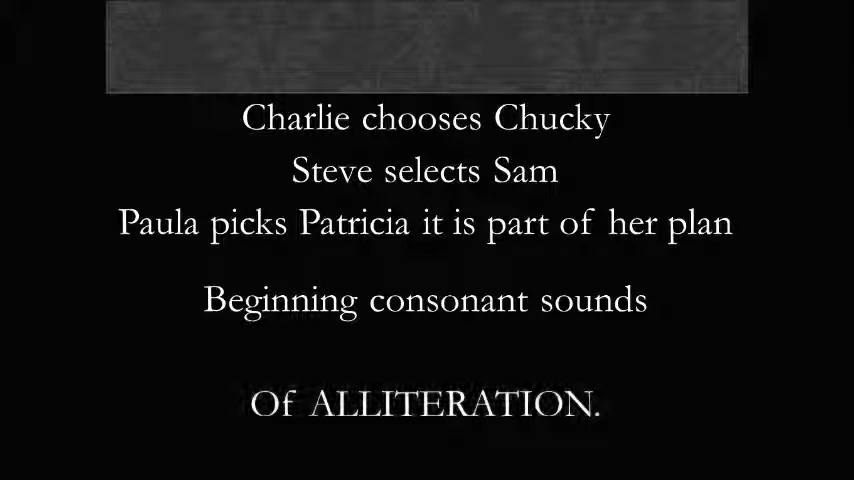 Charlie chooses Chucky
Steve selects Sam
Paula picks Patricia it is part of her plan
Beginning consonant sounds
Of ALLITERATION.